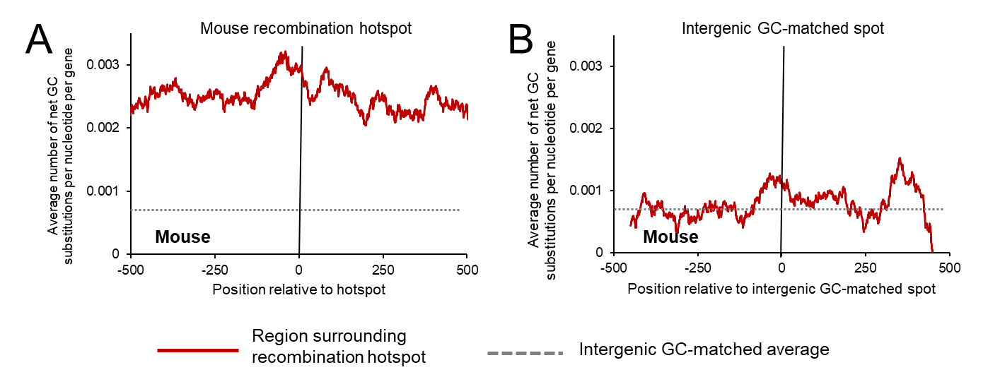 A
Mouse recombination hotspot
Average number of net GC
substitutions per nucleotide per gene
0.003
0.002
0.001
0
Mouse
-500
-250
0
250
500
Position relative to hotspot
B
Intergenic GC-matched spot
Average number of net GC
substitutions per nucleotide per gene
0.003
0.002
0.001
0
Mouse
-500
-250
0
250
500
Position relative to intergenic GC-matched spot
Region surrounding
recombination hotspot
Intergenic GC-matched average